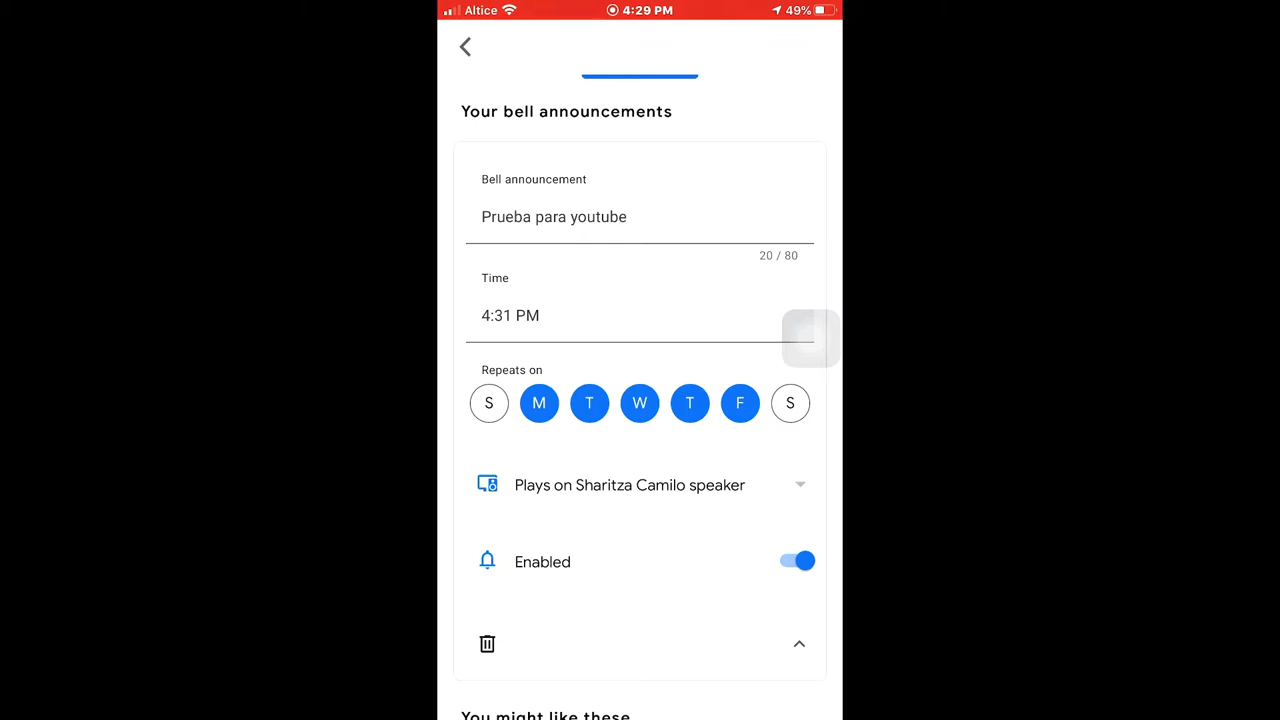 Altice 4:29 PM 49%
Your bell announcements
Bell announcement
Prueba para youtube
20 / 80
Time
4:31 PM
Repeats on
S M T W T F S
Plays on Sharitza Camilo speaker
Enabled
You might like these